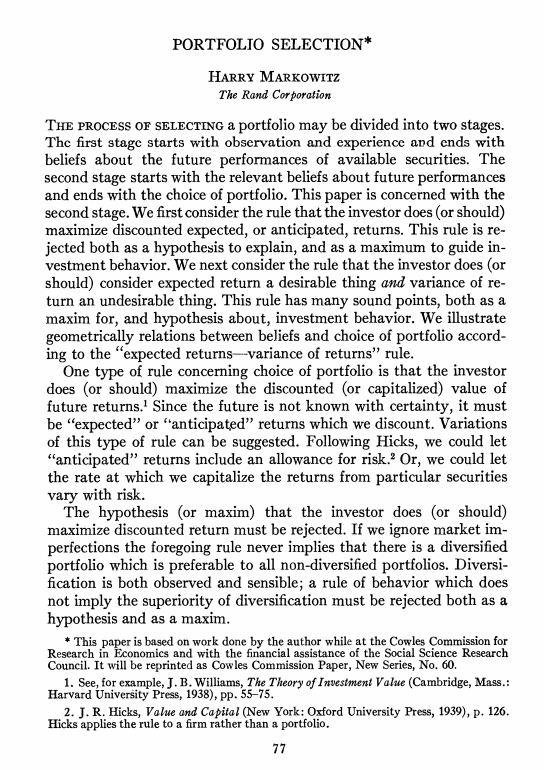 PORTFOLIO SELECTION*
HARRY MARKOWITZ
The Rand Corporation
THE PROCESS OF SELECTING a portfolio may be divided into two stages.
The first stage starts with observation and experience and ends with
beliefs about the future performances of available securities. The
second stage starts with the relevant beliefs about future performances
and ends with the choice of portfolio. This paper is concerned with the
second stage. We first consider the rule that the investor does (or should)
maximize discounted expected, or anticipated, returns. This rule is re-
jected both as a hypothesis to explain, and as a maximum to guide in-
vestment behavior. We next consider the rule that the investor does (or
should) consider expected return a desirable thing and variance of re-
turn an undesirable thing. This rule has many sound points, both as a
maxim for, and hypothesis about, investment behavior. We illustrate
geometrically relations between beliefs and choice of portfolio accord-
ing to the "expected returns—variance of returns" rule.
One type of rule concerning choice of portfolio is that the investor
does (or should) maximize the discounted (or capitalized) value of
future returns.¹ Since the future is not known with certainty, it must
be "expected" or "anticipated" returns which we discount. Variations
of this type of rule can be suggested. Following Hicks, we could let
"anticipated" returns include an allowance for risk.² Or, we could let
the rate at which we capitalize the returns from particular securities
vary with risk.
The hypothesis (or maxim) that the investor does (or should)
maximize discounted return must be rejected. If we ignore market im-
perfections the foregoing rule never implies that there is a diversified
portfolio which is preferable to all non-diversified portfolios. Diversi-
fication is both observed and sensible; a rule of behavior which does
not imply the superiority of diversification must be rejected both as a
hypothesis and as a maxim.
* This paper is based on work done by the author while at the Cowles Commission for
Research in Economics and with the financial assistance of the Social Science Research
Council. It will be reprinted as Cowles Commission Paper, New Series, No. 60.
1. See, for example, J. B. Williams, The Theory of Investment Value (Cambridge, Mass.:
Harvard University Press, 1938), pp. 55–75.
2. J. R. Hicks, Value and Capital (New York: Oxford University Press, 1939), p. 126.
Hicks applies the rule to a firm rather than a portfolio.
77